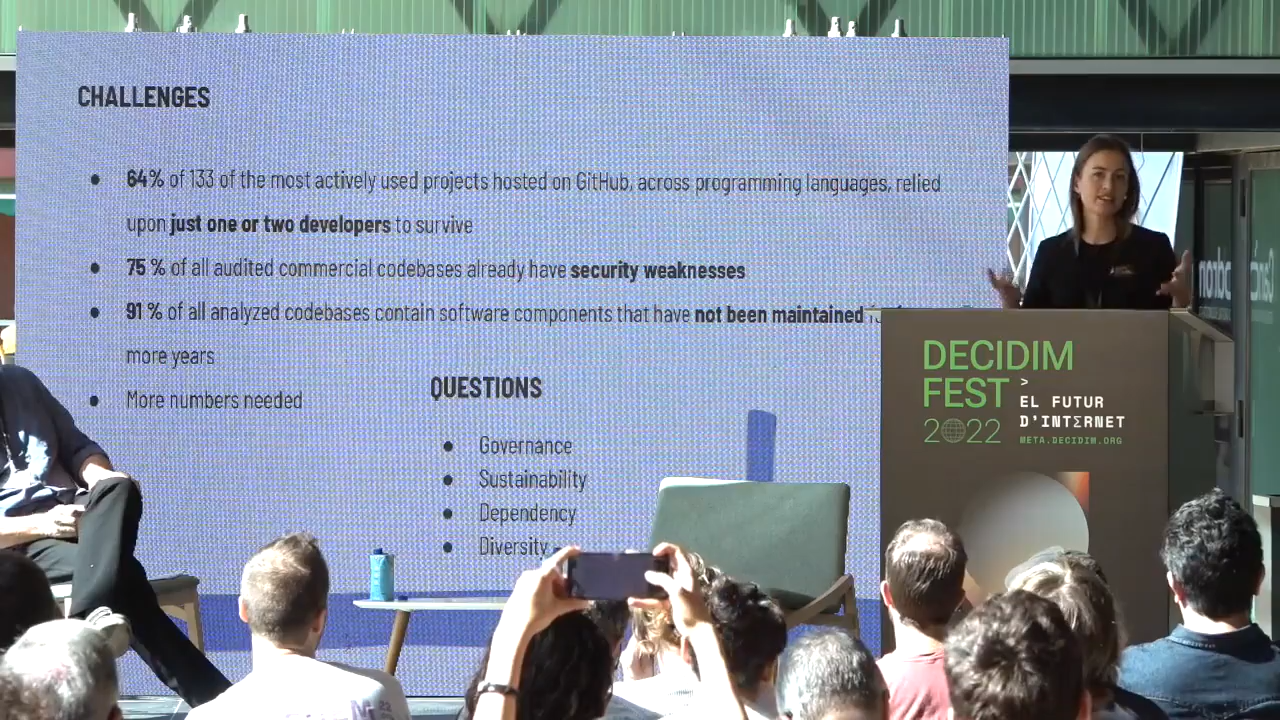 CHALLENGES
64% of 133 of the most actively used projects hosted on GitHub, across programming languages, relied
upon just one or two developers to survive
75 % of all audited commercial codebases already have security weaknesses
91 % of all analyzed codebases contain software components that have not been maintained
more years
More numbers needed
QUESTIONS
Governance
Sustainability
Dependency
Diversity
DECIDIM
FEST >
EL FUTUR
D'INTΣRNET
2022
META.DECIDIM.ORG